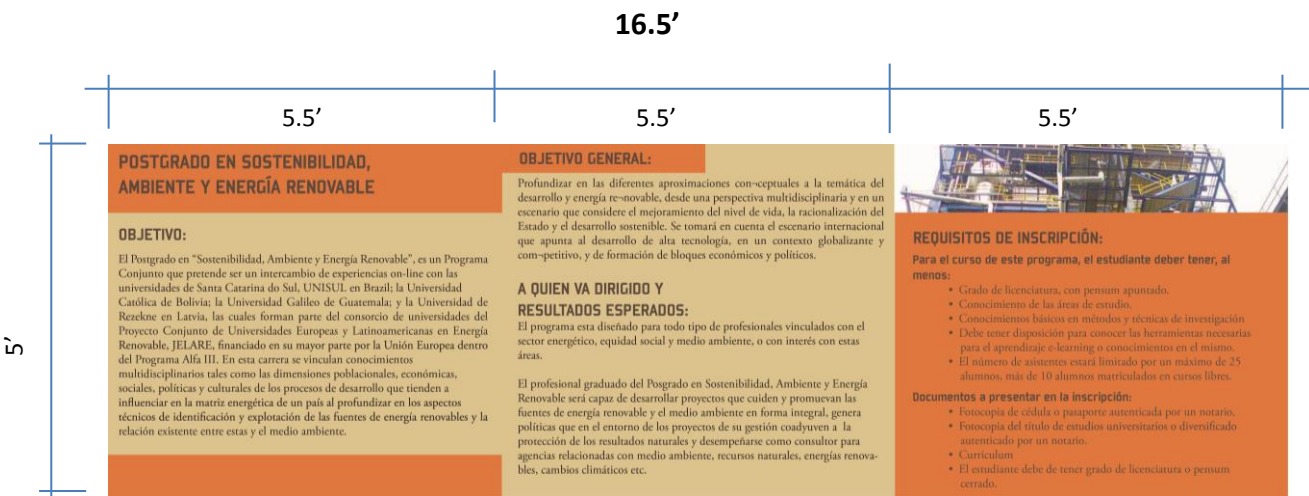 16.5’
5.5’
5.5’
5.5’
5`
POSTGRADO EN SOSTENIBILIDAD,
AMBIENTE Y ENERGÍA RENOVABLE
OBJETIVO:
El Postgrado en “Sostenibilidad, Ambiente y Energía Renovable”, es un Programa
Conjunto que pretende ser un intercambio de experiencias on-line con las
universidades de Santa Catarina do Sul, UNISUL en Brazil; la Universidad
Católica de Bolivia; la Universidad Galileo de Guatemala; y la Universidad de
Rezekne en Latvia, las cuales forman parte del consorcio de universidades del
Proyecto Conjunto de Universidades Europeas y Latinoamericanas en Energía
Renovable, JELARE, financiado en su mayor parte por la Unión Europea dentro
del Programa Alfa III. En esta carrera se vinculan conocimientos
multidisciplinarios tales como las dimensiones poblacionales, económicas,
sociales, políticas y culturales de los procesos de desarrollo que tienden a
influenciar en la matriz energética de un país al profundizar en los aspectos
técnicos de identificación y explotación de las fuentes de energía renovables y la
relación existente entre estas y el medio ambiente.
OBJETIVO GENERAL:
Profundizar en las diferentes aproximaciones con¬ceptuales a la temática del
desarrollo y energía re¬novable, desde una perspectiva multidisciplinaria y en¬un
escenario que considere el mejoramiento del nivel de vida, la racionalización del
Estado y el desarrollo sostenible. Se tomará en cuenta el escenario internacional
que apunta al desarrollo de alta tecnología, en un contexto globalizante y
com¬petitivo, y de formación de bloques económicos y políticos.
A QUIEN VA DIRIGIDO Y
RESULTADOS ESPERADOS:
El programa esta diseñado para todo tipo de profesionales vinculados con el
sector energético, equidad social y medio ambiente, o con interés con estas
áreas.
El profesional graduado del Posgrado en Sostenibilidad, Ambiente y Energía
Renovable será capaz de desarrollar proyectos que cuiden y promuevan las
fuentes de energía renovable y el medio ambiente en forma integral, genera
políticas que en el entorno de los proyectos de su gestión coadyuven a la
protección de los resultados naturales y desempeñarse como consultor para
agencias relacionadas con medio ambiente, recursos naturales, energías renova-
bles, cambios climáticos etc.
REQUISITOS DE INSCRIPCIÓN:
Para el curso de este programa, el estudiante deber tener, al
menos:
• Grado de licenciatura, con pensum apuntado.
• Conocimiento de las áreas de estudio.
• Conocimientos básicos en métodos y técnicas de investigación
• Debe tener disposición para conocer las herramientas necesarias
para el aprendizaje e-learning o conocimientos en el mismo.
• El número de asistentes estará limitado por un máximo de 25
alumnos, más de 10 alumnos matriculados en cursos libres.
Documentos a presentar en la inscripción:
• Fotocopia de cédula o pasaporte autenticada por un notario.
• Fotocopia del título de estudios universitarios o diversificado
autenticado por un notario.
• Currículum
• El estudiante debe de tener grado de licenciatura o pensum
cerrado.